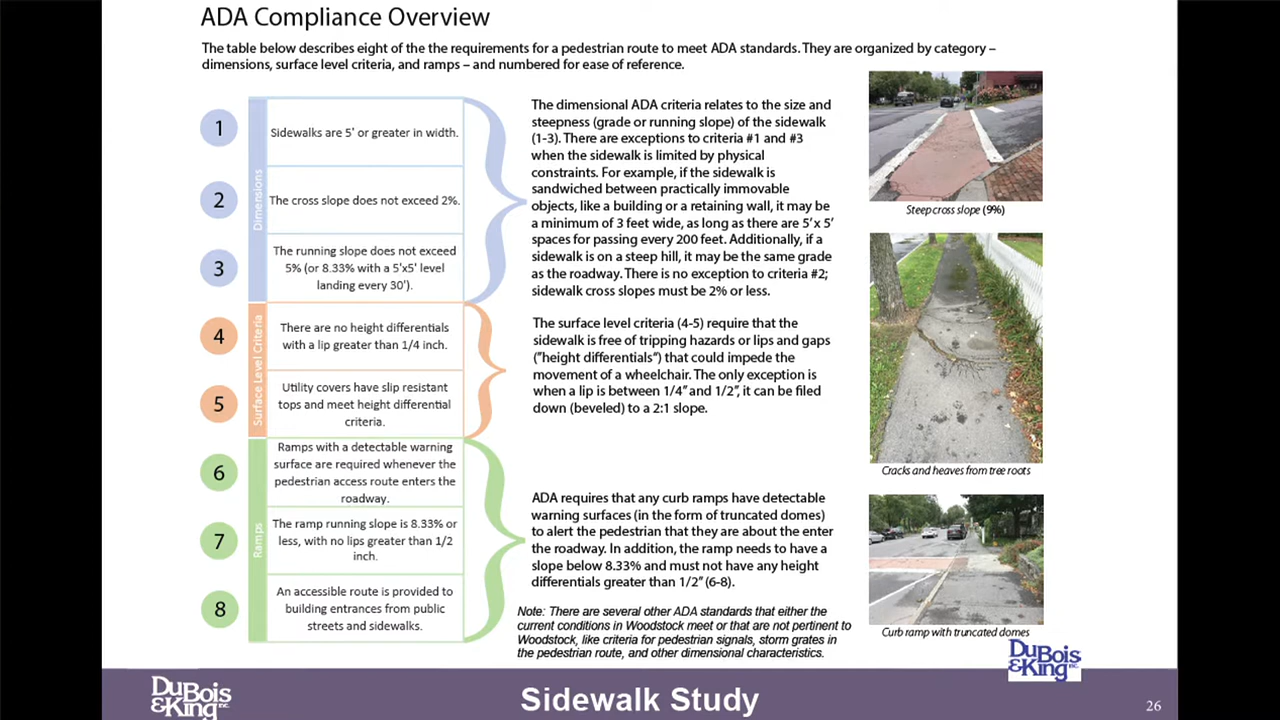 ADA Compliance Overview
The table below describes eight of the the requirements for a pedestrian route to meet ADA standards. They are organized by category –
dimensions, surface level criteria, and ramps – and numbered for ease of reference.
Dimensions
1
Sidewalks are 5' or greater in width.
2
The cross slope does not exceed 2%.
3
The running slope does not exceed
5% (or 8.33% with a 5'x5' level
landing every 30').
The dimensional ADA criteria relates to the size and
steepness (grade or running slope) of the sidewalk
(1-3). There are exceptions to criteria #1 and #3
when the sidewalk is limited by physical
constraints. For example, if the sidewalk is
sandwiched between practically immovable
objects, like a building or a retaining wall, it may be
a minimum of 3 feet wide, as long as there are 5'x 5'
spaces for passing every 200 feet. Additionally, if a
sidewalk is on a steep hill, it may be the same grade
as the roadway. There is no exception to criteria #2;
sidewalk cross slopes must be 2% or less.
Surface Level Criteria
4
There are no height differentials
with a lip greater than 1/4 inch.
5
Utility covers have slip resistant
tops and meet height differential
criteria.
The surface level criteria (4-5) require that the
sidewalk is free of tripping hazards or lips and gaps
("height differentials") that could impede the
movement of a wheelchair. The only exception is
when a lip is between 1/4" and 1/2", it can be filed
down (beveled) to a 2:1 slope.
Ramps
6
Ramps with a detectable warning
surface are required whenever the
pedestrian access route enters the
roadway.
7
The ramp running slope is 8.33% or
less, with no lips greater than 1/2
inch.
8
An accessible route is provided to
building entrances from public
streets and sidewalks.
ADA requires that any curb ramps have detectable
warning surfaces (in the form of truncated domes)
to alert the pedestrian that they are about the enter
the roadway. In addition, the ramp needs to have a
slope below 8.33% and must not have any height
differentials greater than 1/2" (6-8).
Note: There are several other ADA standards that either the
current conditions in Woodstock meet or that are not pertinent to
Woodstock, like criteria for pedestrian signals, storm grates in
the pedestrian route, and other dimensional characteristics.
Steep cross slope (9%)
Cracks and heaves from tree roots
Curb ramp with truncated domes
DuBois
&King INC.
DuBois
&King INC.
Sidewalk Study
26